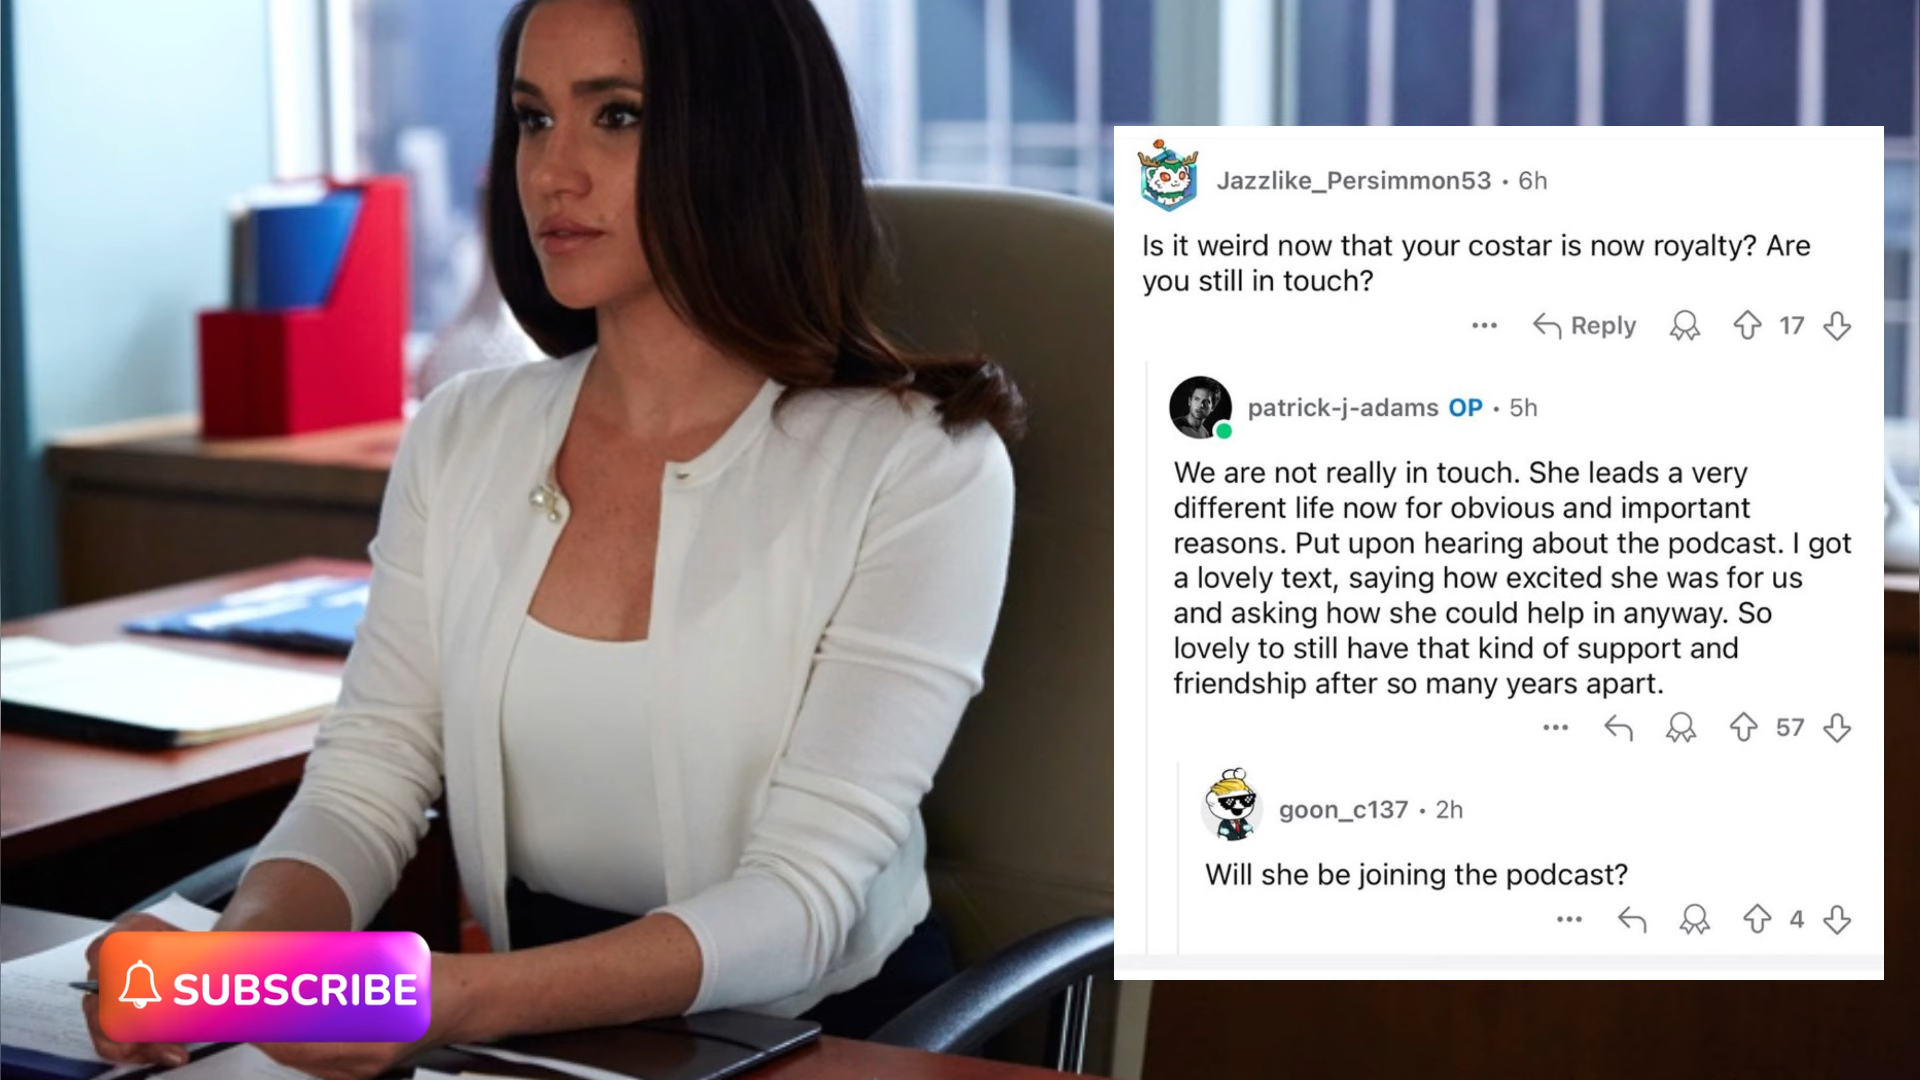 Jazzlike_Persimmon53 · 6h
Is it weird now that your costar is now royalty? Are
you still in touch?
Reply 17
patrick-j-adams OP · 5h
We are not really in touch. She leads a very
different life now for obvious and important
reasons. Put upon hearing about the podcast. I got
a lovely text, saying how excited she was for us
and asking how she could help in anyway. So
lovely to still have that kind of support and
friendship after so many years apart.
57
goon_c137 · 2h
Will she be joining the podcast?
4
SUBSCRIBE